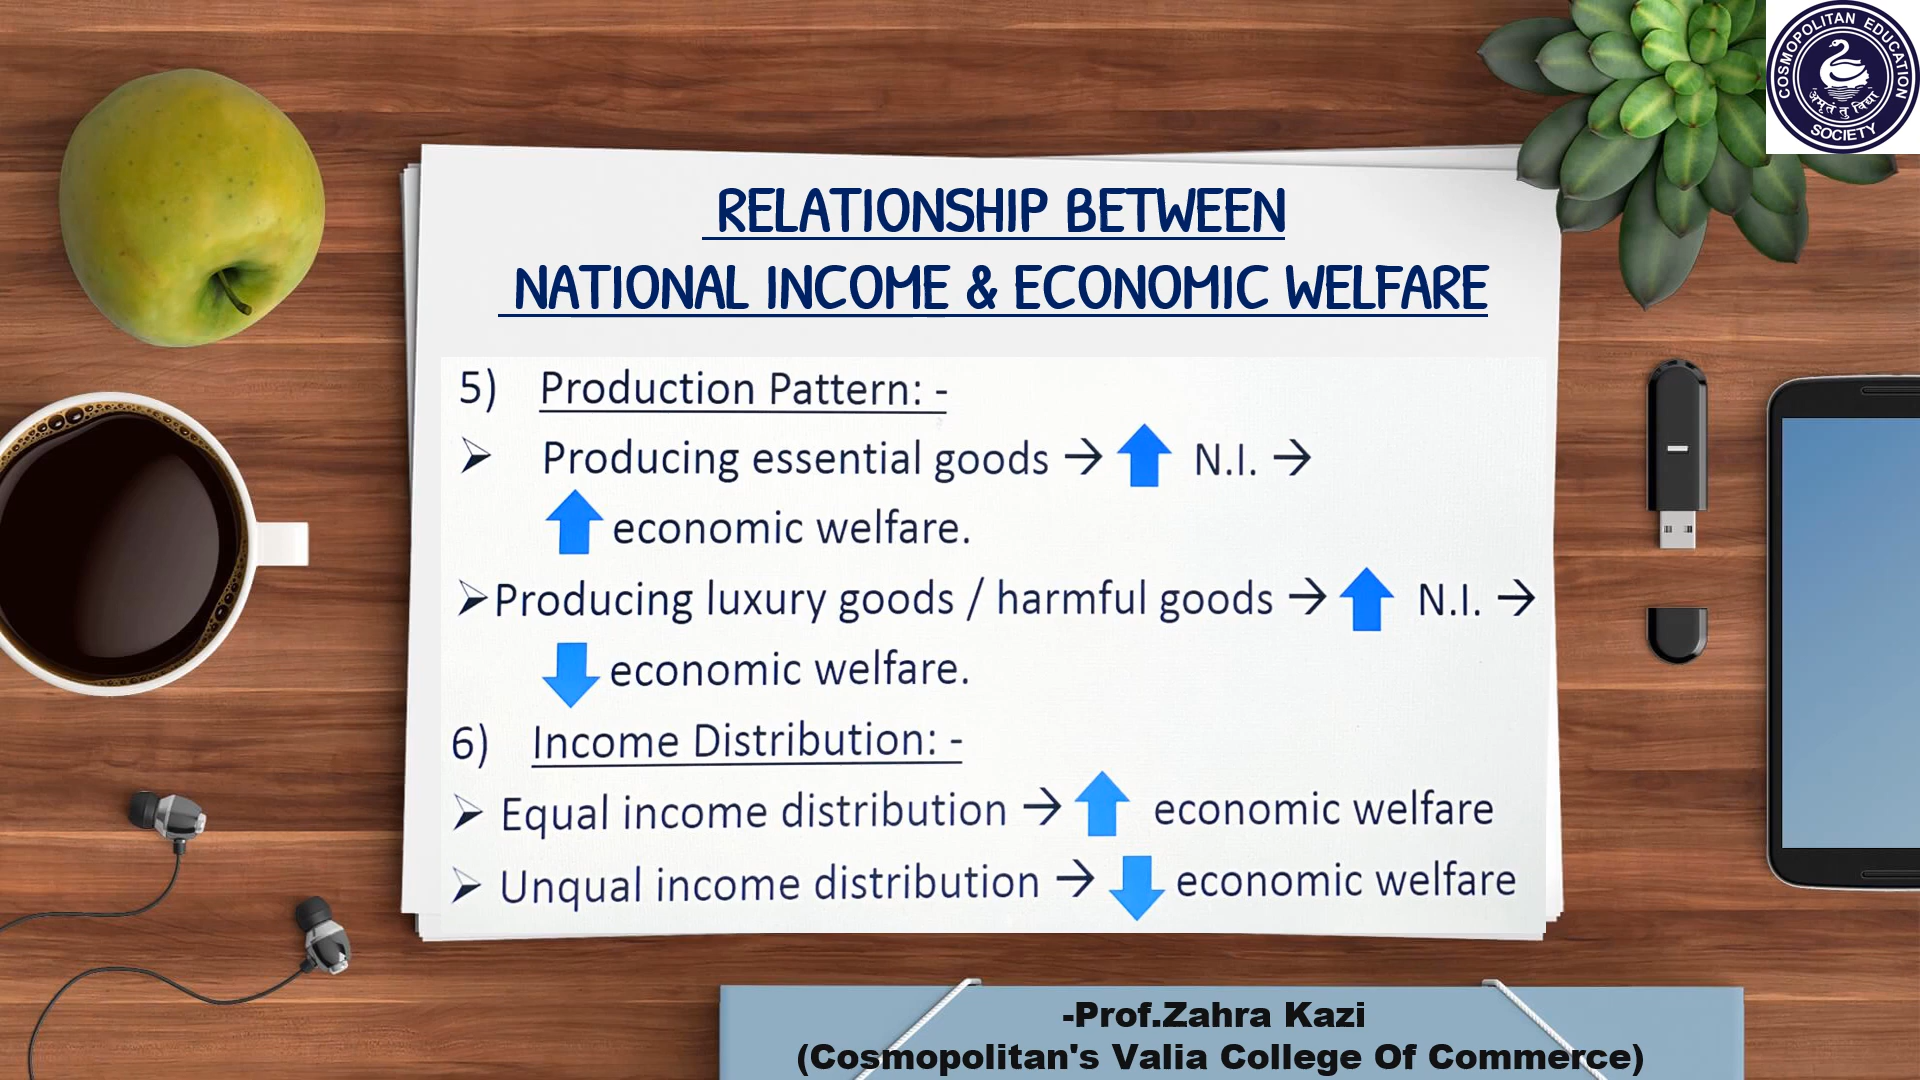 COSMOPOLITAN EDUCATION
अमृतं तु विद्या
SOCIETY
RELATIONSHIP BETWEEN
NATIONAL INCOME & ECONOMIC WELFARE
5) Production Pattern: -
➢ Producing essential goods → ⬆ N.I. →
⬆ economic welfare.
➢ Producing luxury goods / harmful goods → ⬆ N.I. →
⬇ economic welfare.
6) Income Distribution: -
➢ Equal income distribution → ⬆ economic welfare
➢ Unqual income distribution → ⬇ economic welfare
-Prof.Zahra Kazi
(Cosmopolitan's Valia College Of Commerce)